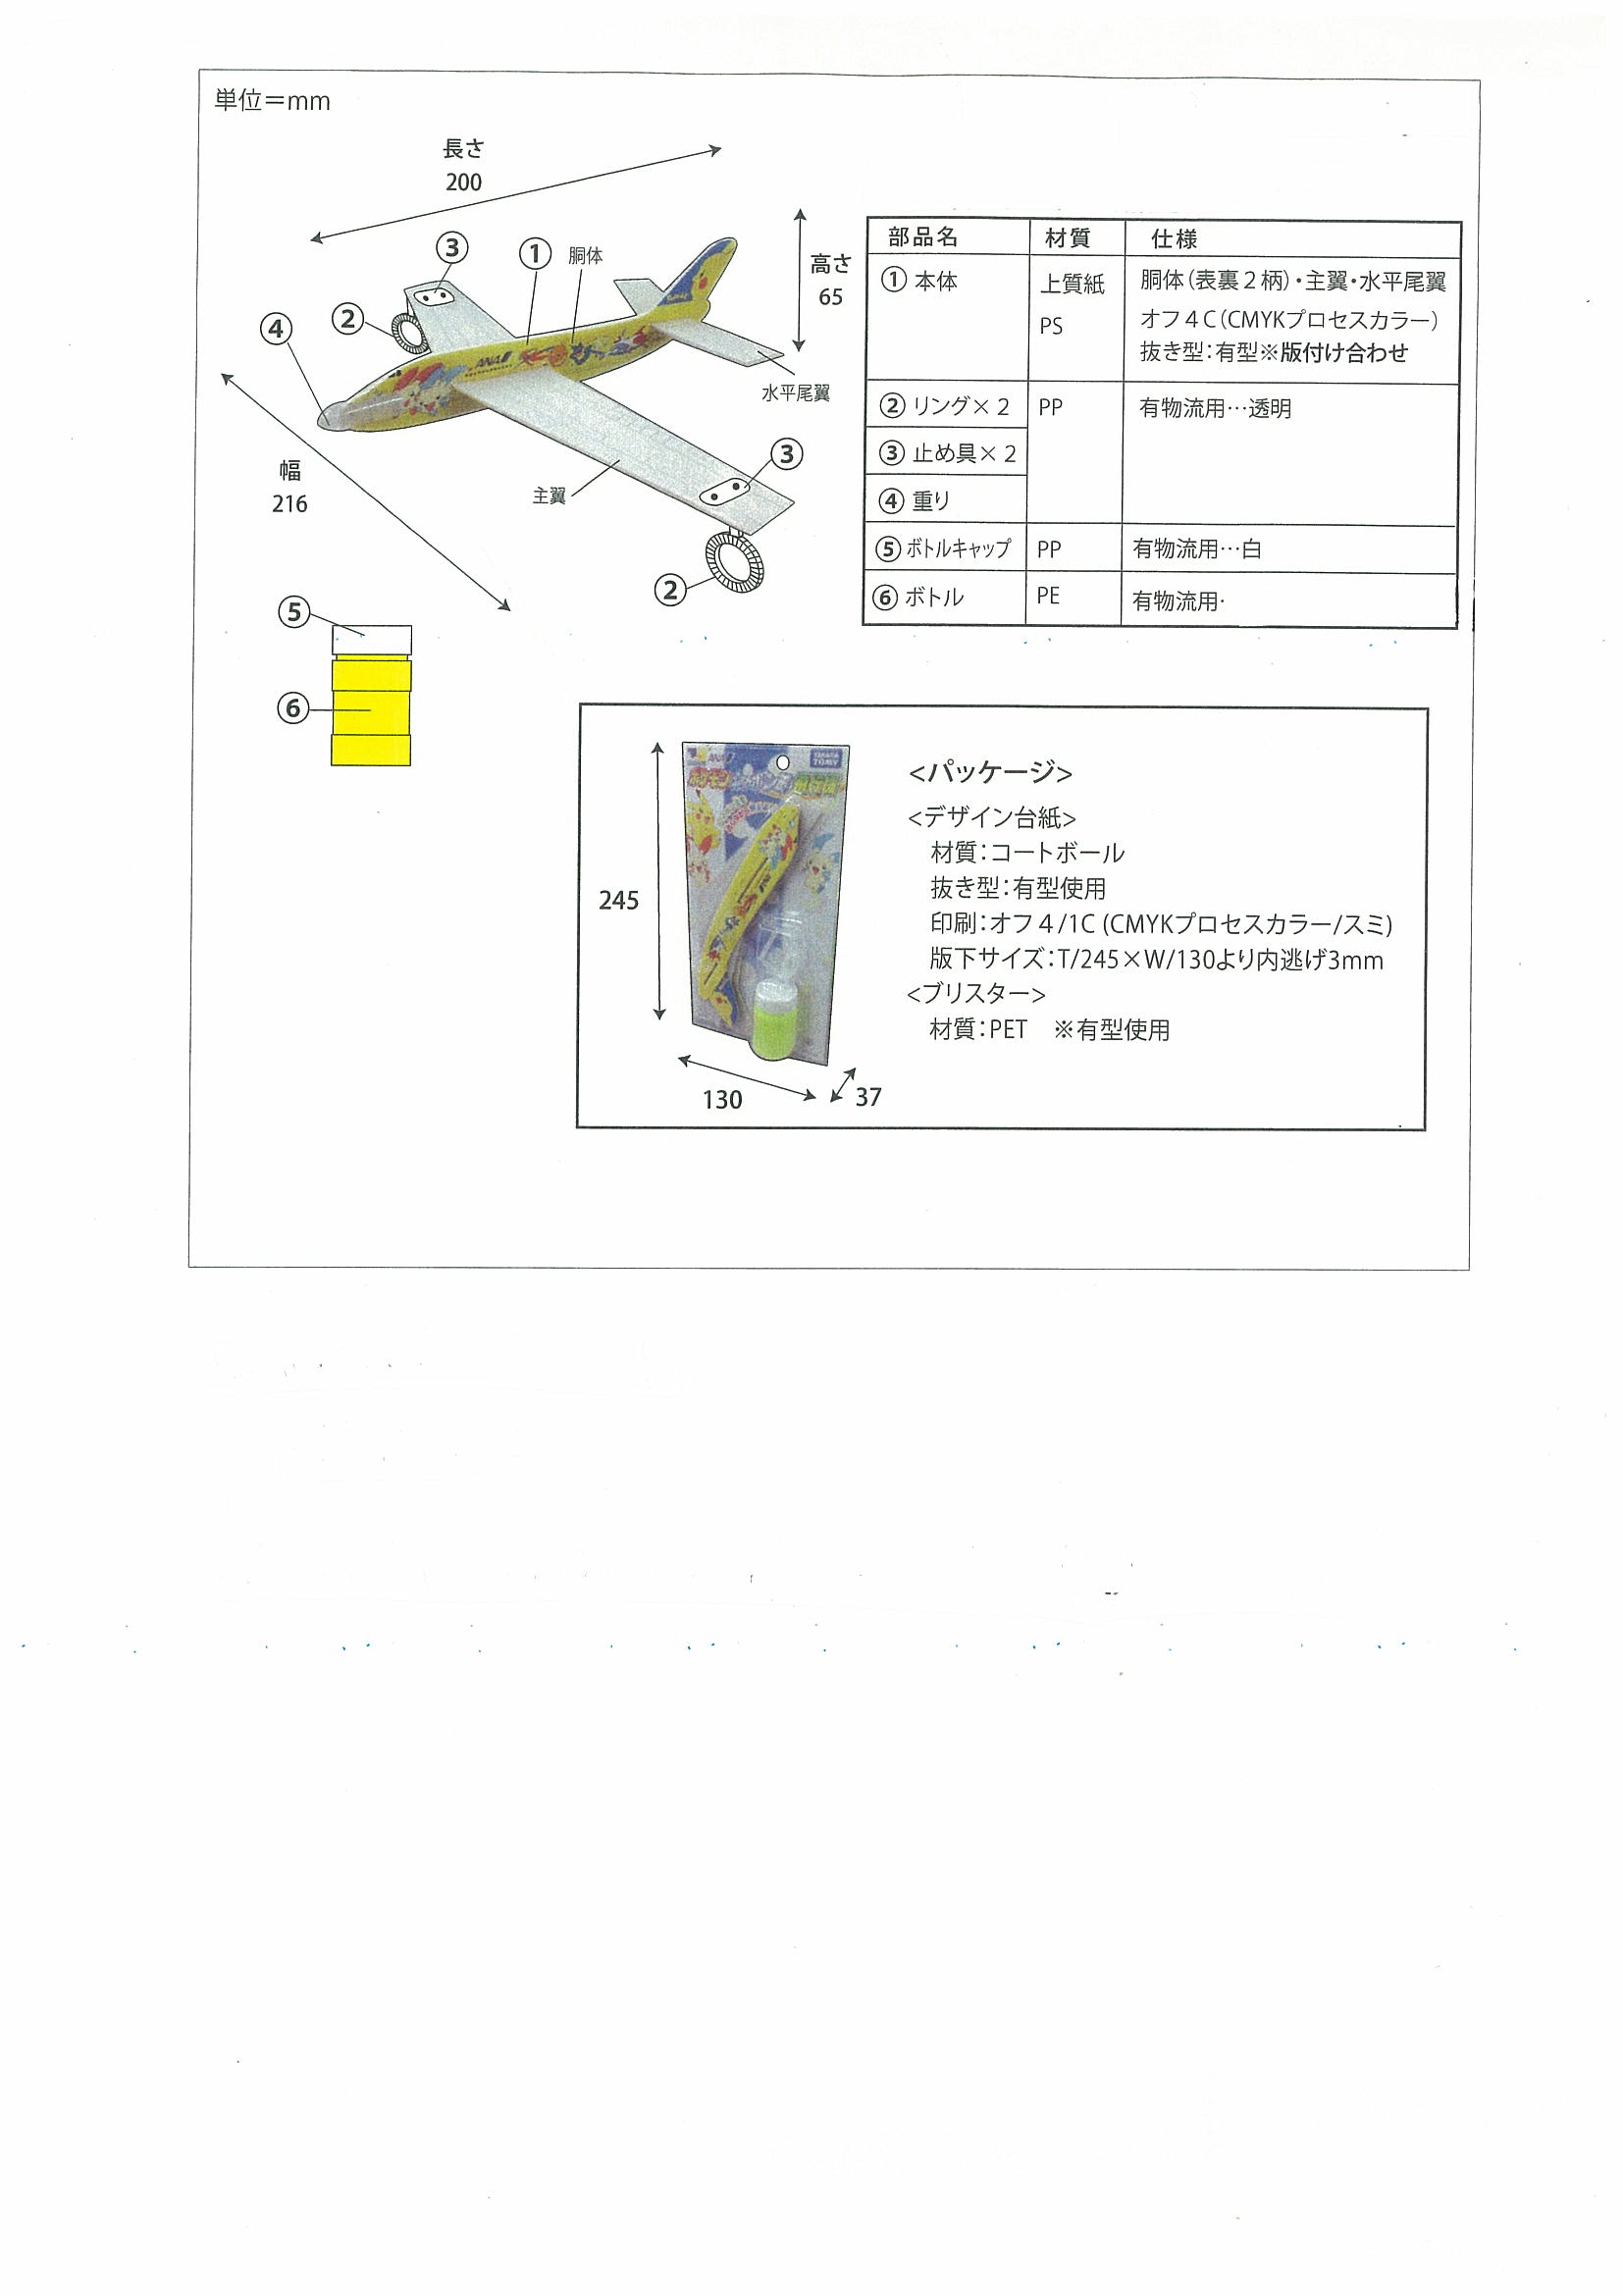 単位＝mm
長さ
200
③
①
胴体
高さ
65
②
④
水平尾翼
幅
216
③
主翼
②
⑤
⑥
部品名 材質 仕様
①本体 上質紙 胴体（表裏２柄）・主翼・水平尾翼
PS オフ４C（CMYKプロセスカラー）
抜き型：有型※版付け合わせ
②リング×２ PP 有物流用…透明
③止め具×２
④重り
⑤ボトルキャップ PP 有物流用…白
⑥ボトル PE 有物流用·
ANA
ANA
TAKARA
TOMY
ポケモン
245
130
37
<パッケージ>
<デザイン台紙>
材質：コートボール
抜き型：有型使用
印刷：オフ４/1C (CMYKプロセスカラー/スミ)
版下サイズ：T/245×W/130より内逃げ3mm
<ブリスター>
材質：PET ※有型使用